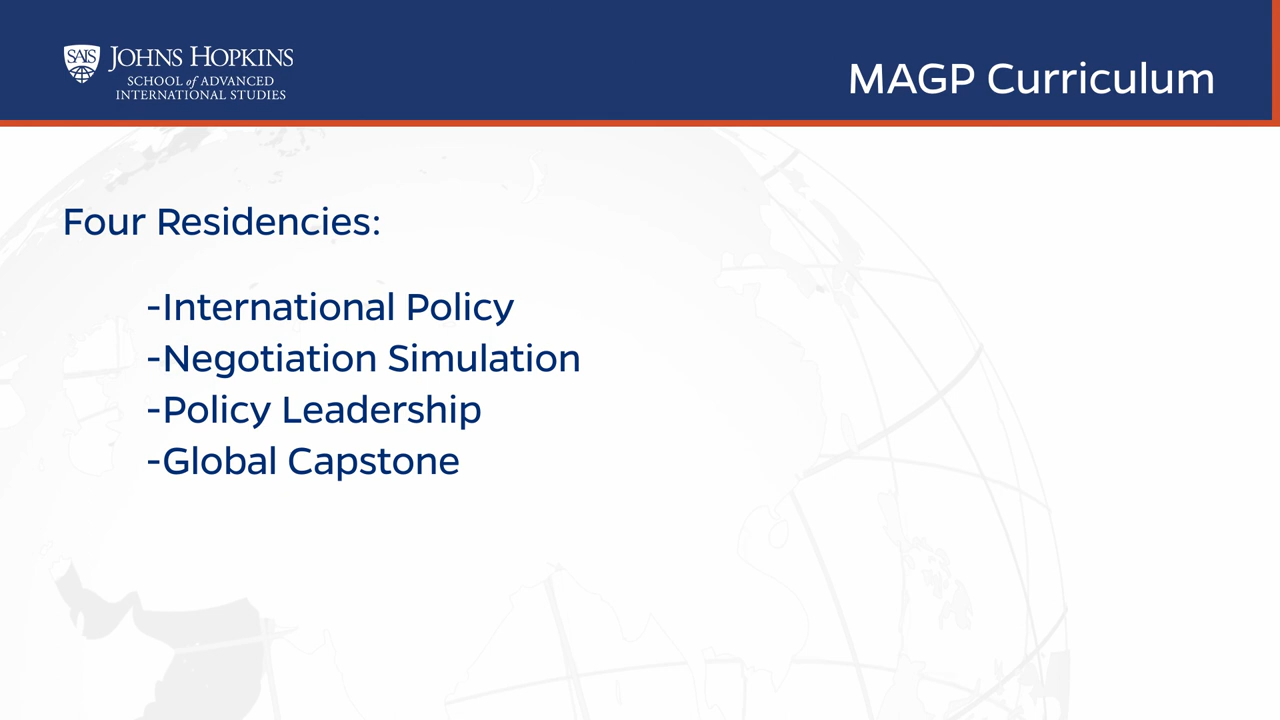 SAIS
JOHNS HOPKINS
SCHOOL of ADVANCED
INTERNATIONAL STUDIES
MAGP Curriculum
Four Residencies:
-International Policy
-Negotiation Simulation
-Policy Leadership
-Global Capstone